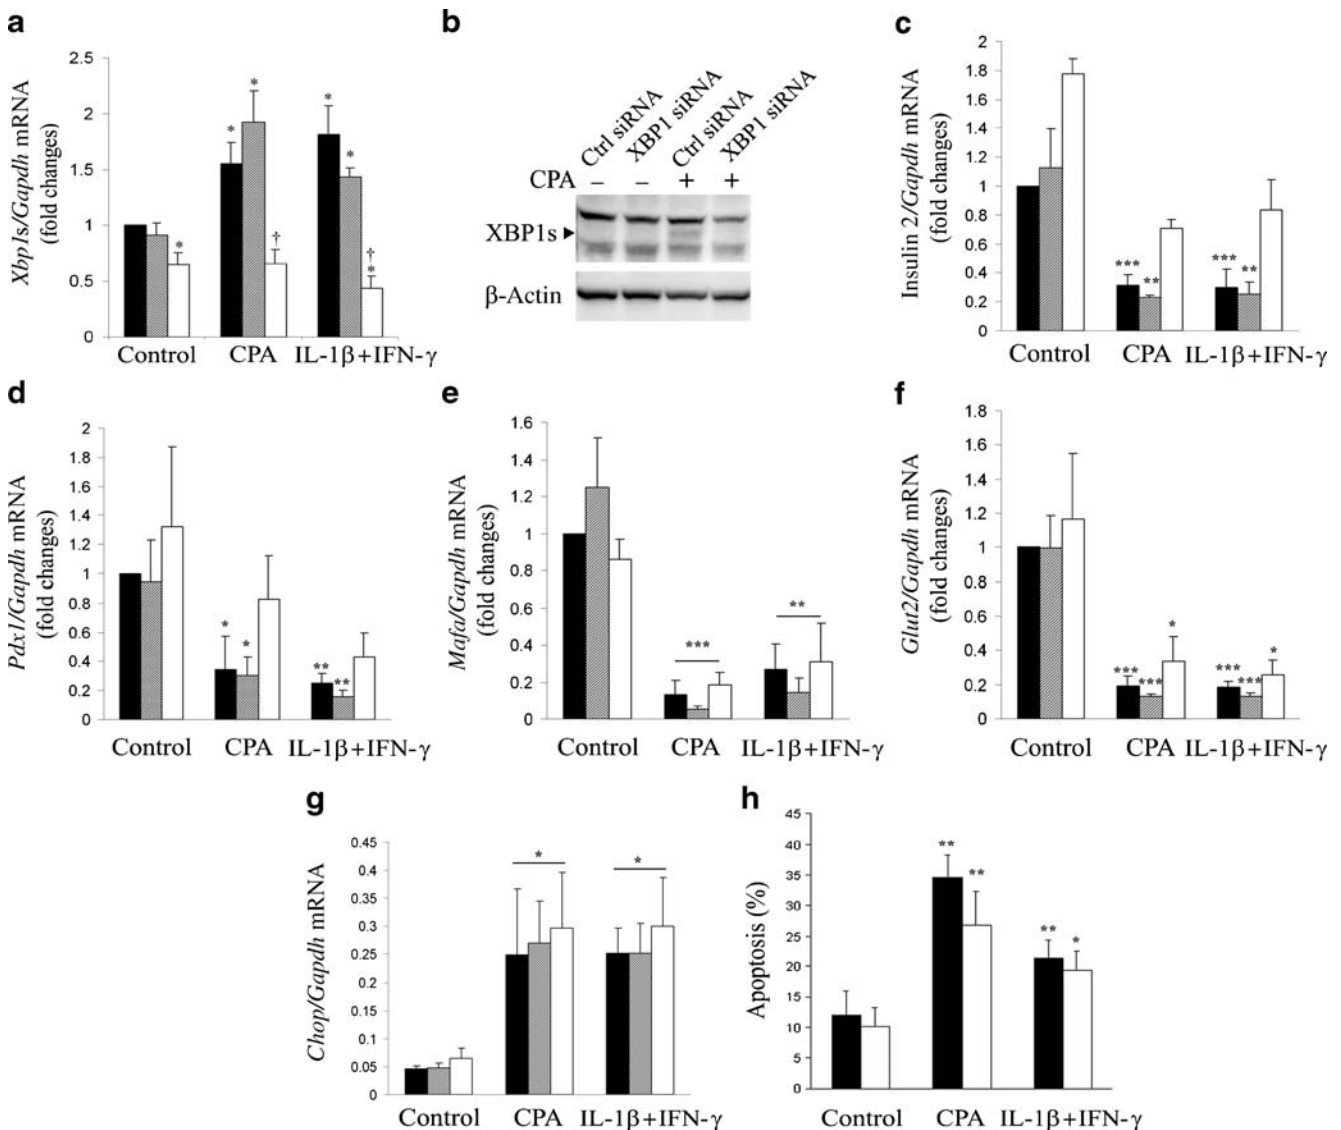 a
Xbp1s/Gapdh mRNA
(fold changes)
2.5
2
1.5
1
0.5
0
*
*
*
†
*
*
†
*
Control CPA IL-1β+IFN-γ
b
Ctrl siRNA
XBP1 siRNA
Ctrl siRNA
XBP1 siRNA
CPA – – + +
XBP1s
β-Actin
c
Insulin 2/Gapdh mRNA
(fold changes)
2
1.8
1.6
1.4
1.2
1
0.8
0.6
0.4
0.2
0
*** ** *** **
Control CPA IL-1β+IFN-γ
d
Pdx1/Gapdh mRNA
(fold changes)
2
1.8
1.6
1.4
1.2
1
0.8
0.6
0.4
0.2
0
* * ** **
Control CPA IL-1β+IFN-γ
e
Mafa/Gapdh mRNA
(fold changes)
1.6
1.4
1.2
1
0.8
0.6
0.4
0.2
0
*** **
Control CPA IL-1β+IFN-γ
f
Glut2/Gapdh mRNA
(fold changes)
1.8
1.6
1.4
1.2
1
0.8
0.6
0.4
0.2
0
*** *** * *** *** *
Control CPA IL-1β+IFN-γ
g
Chop/Gapdh mRNA
0.45
0.4
0.35
0.3
0.25
0.2
0.15
0.1
0.05
0
* *
Control CPA IL-1β+IFN-γ
h
Apoptosis (%)
45
40
35
30
25
20
15
10
5
0
** ** ** *
Control CPA IL-1β+IFN-γ